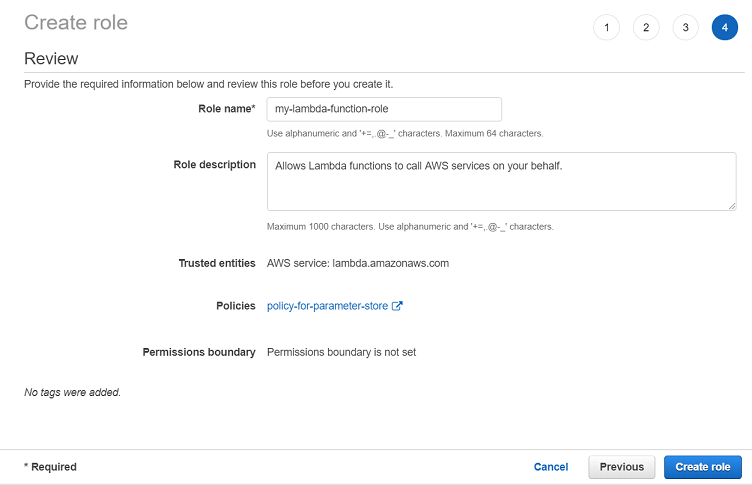 Create role
1 2 3 4
Review
Provide the required information below and review this role before you create it.
Role name* my-lambda-function-role
Use alphanumeric and '+=,.@-_' characters. Maximum 64 characters.
Role description Allows Lambda functions to call AWS services on your behalf.
Maximum 1000 characters. Use alphanumeric and '+=,.@-_' characters.
Trusted entities AWS service: lambda.amazonaws.com
Policies policy-for-parameter-store
Permissions boundary Permissions boundary is not set
No tags were added.
* Required Cancel Previous Create role